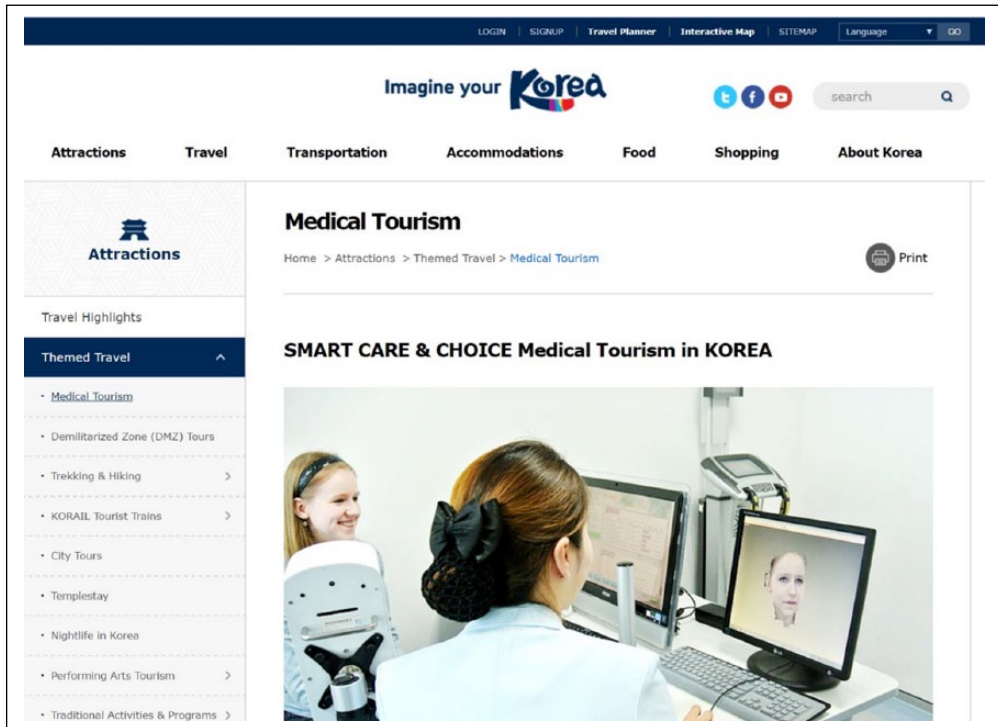 LOGIN | SIGNUP | Travel Planner | Interactive Map | SITEMAP Language GO
Imagine your Korea
search
Attractions Travel Transportation Accommodations Food Shopping About Korea
Attractions
Travel Highlights
Themed Travel
• Medical Tourism
• Demilitarized Zone (DMZ) Tours
• Trekking & Hiking >
• KORAIL Tourist Trains >
• City Tours
• Templestay
• Nightlife in Korea
• Performing Arts Tourism >
• Traditional Activities & Programs >
Medical Tourism
Home > Attractions > Themed Travel > Medical Tourism
Print
SMART CARE & CHOICE Medical Tourism in KOREA